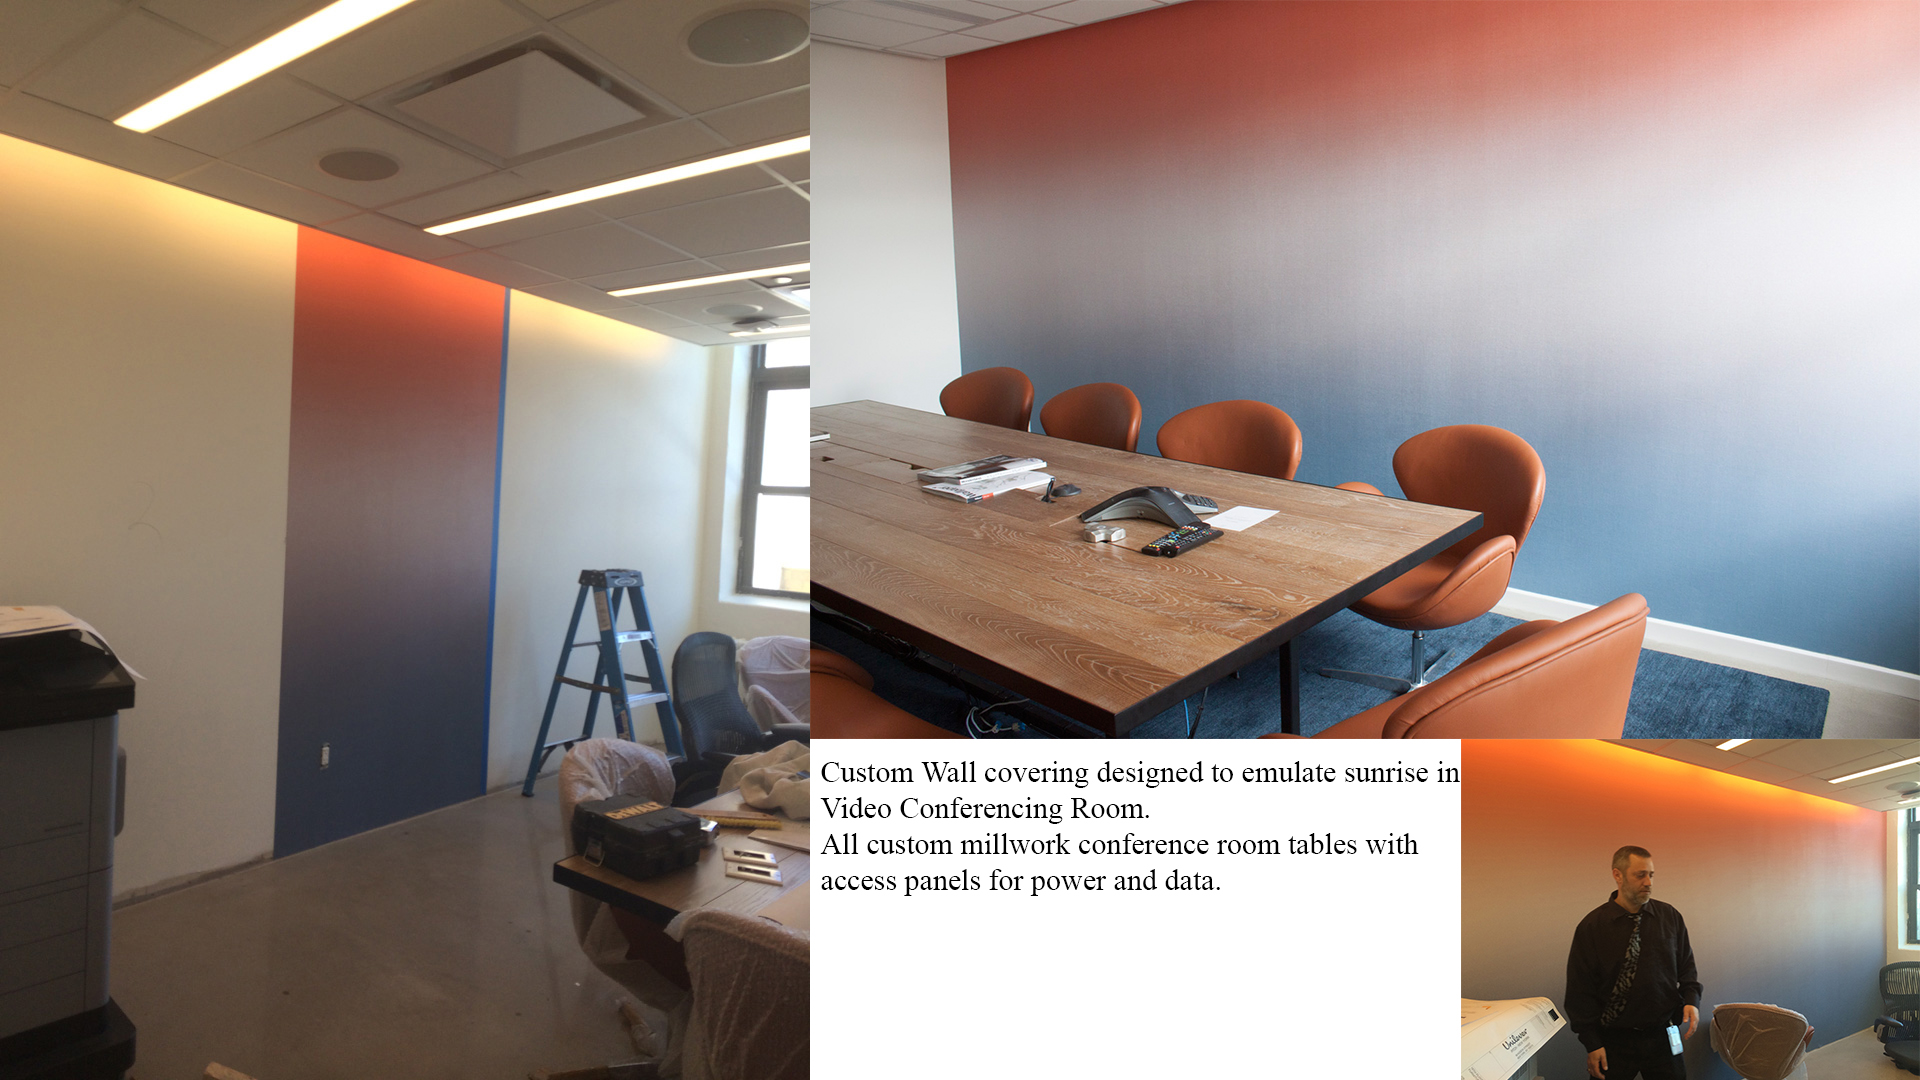 Custom Wall covering designed to emulate sunrise in
Video Conferencing Room.
All custom millwork conference room tables with
access panels for power and data.
DEWALT
Unilever